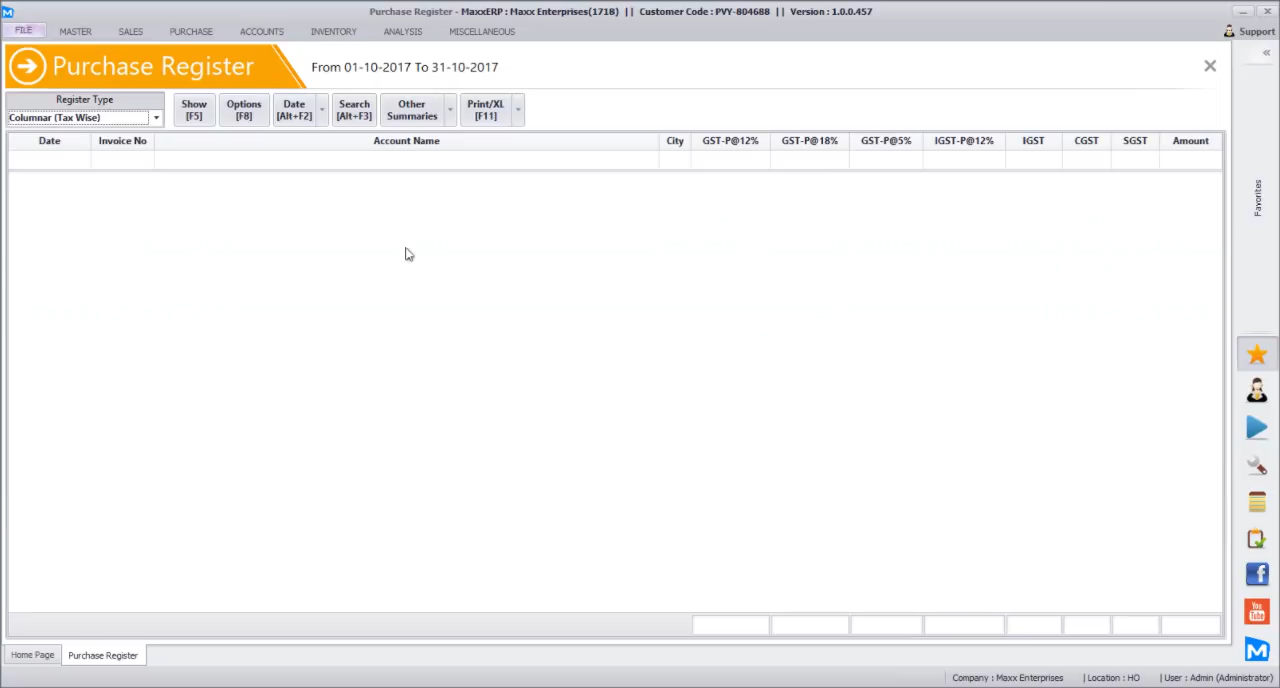 Purchase Register - MaxxERP : Maxx Enterprises(1718) || Customer Code : PVY-804688 || Version : 1.0.0.457
FILE MASTER SALES PURCHASE ACCOUNTS INVENTORY ANALYSIS MISCELLANEOUS Support
Purchase Register From 01-10-2017 To 31-10-2017
Register Type
Columnar (Tax Wise)
Show
[F5]
Options
[F8]
Date
[Alt+F2]
Search
[Alt+F3]
Other
Summaries
Print/XL
[F11]
Date Invoice No Account Name City GST-P@12% GST-P@18% GST-P@5% IGST-P@12% IGST CGST SGST Amount
Favorites
You
Tube
Home Page Purchase Register
Company : Maxx Enterprises | Location : HO | User : Admin (Administrator)